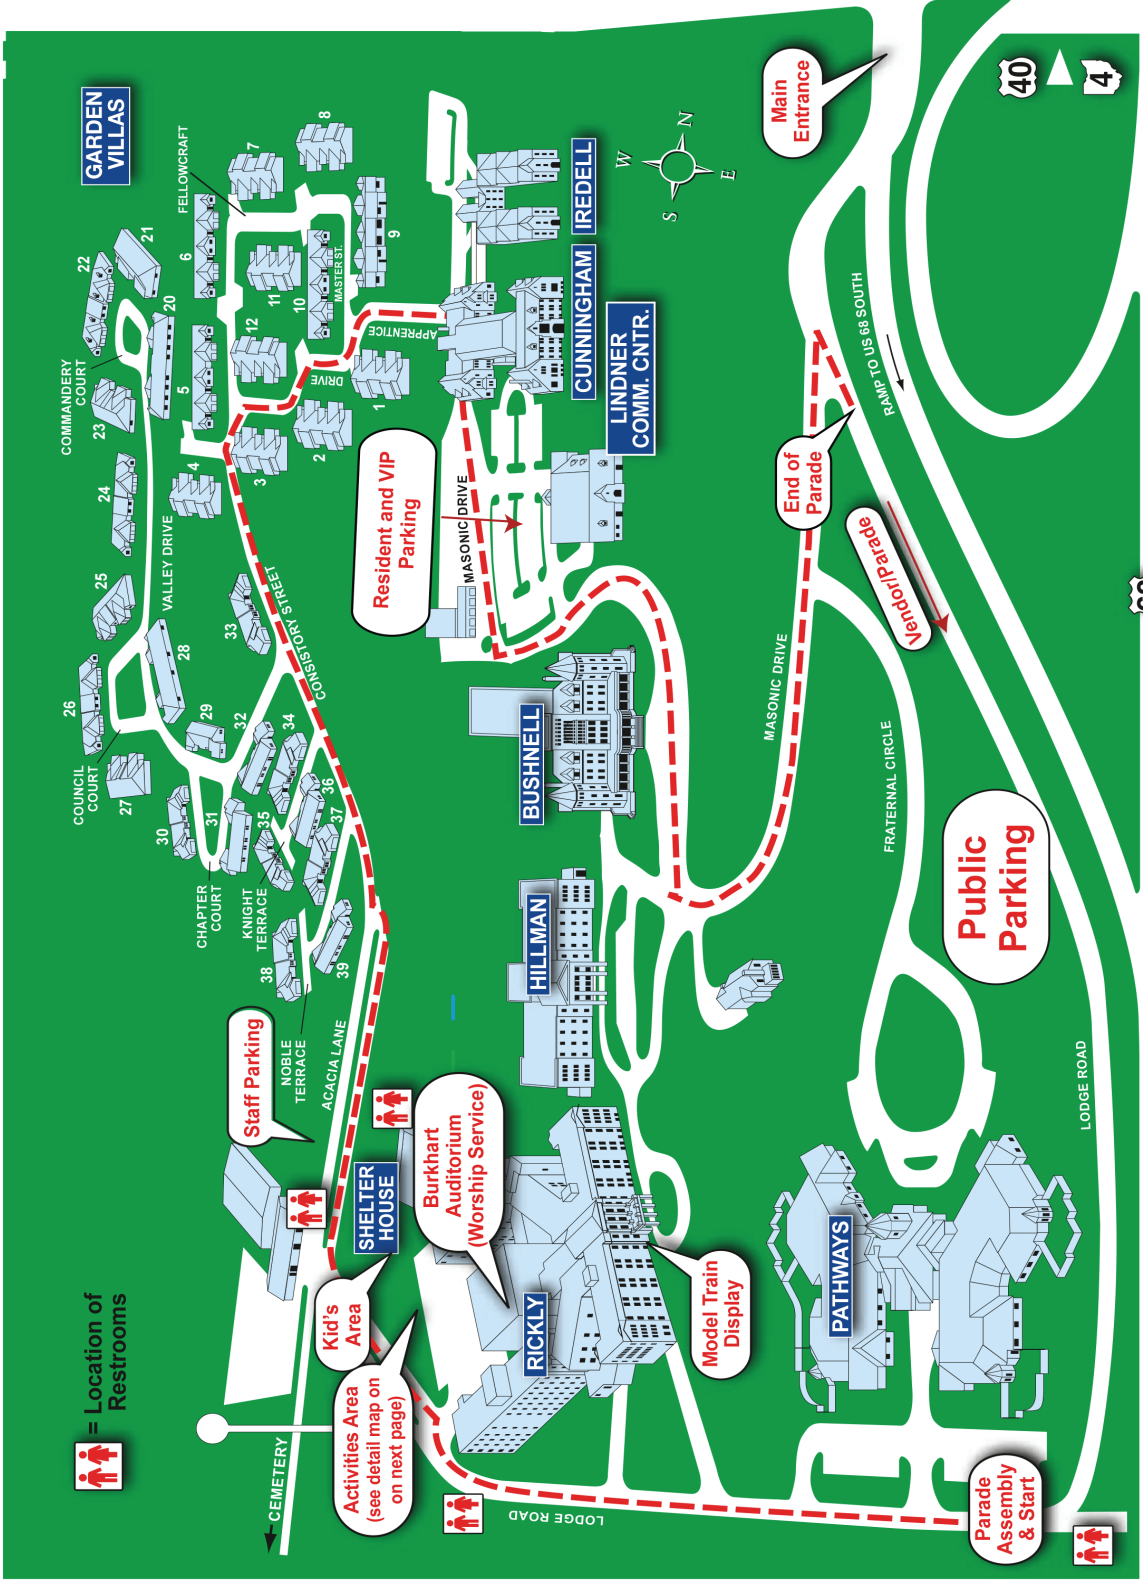 = Location of
Restrooms
CEMETERY
Activities Area
(see detail map on
on next page)
Kid's
Area
SHELTER
HOUSE
Staff Parking
Burkhart
Auditorium
(Worship Service)
RICKLY
Model Train
Display
LODGE ROAD
Parade
Assembly
& Start
PATHWAYS
LODGE ROAD
Public
Parking
FRATERNAL CIRCLE
HILLMAN
BUSHNELL
ACACIA LANE
NOBLE
TERRACE
KNIGHT
TERRACE
CHAPTER
COURT
COUNCIL
COURT
COMMANDERY
COURT
VALLEY DRIVE
CONSISTORY STREET
GARDEN
VILLAS
FELLOWCRAFT
MASTER ST.
APPRENTICE
DRIVE
1
2
3
4
5
6
7
8
9
10
11
12
20
21
22
23
24
25
26
27
28
29
30
31
32
33
34
35
36
37
38
39
Resident and VIP
Parking
MASONIC DRIVE
LINDNER
COMM. CNTR.
CUNNINGHAM
IREDELL
N
E
S
W
MASONIC DRIVE
End of
Parade
Vendor/Parade
RAMP TO US 68 SOUTH
Main
Entrance
40
4